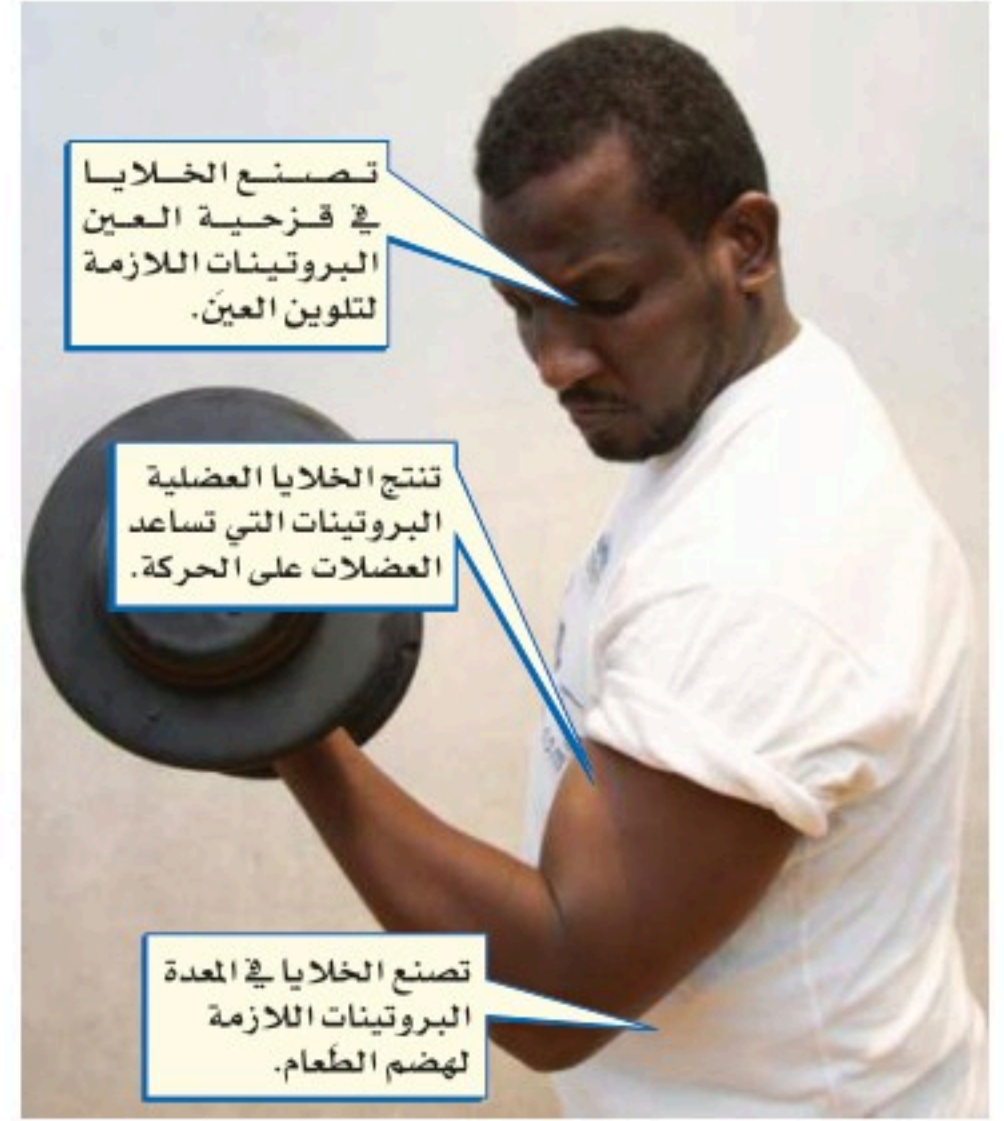 تصنع الخلايا
في قزحية العين
البروتينات اللازمة
لتلوين العين.
تنتج الخلايا العضلية
البروتينات التي تساعد
العضلات على الحركة.
تصنع الخلايا في المعدة
البروتينات اللازمة
لهضم الطعام.